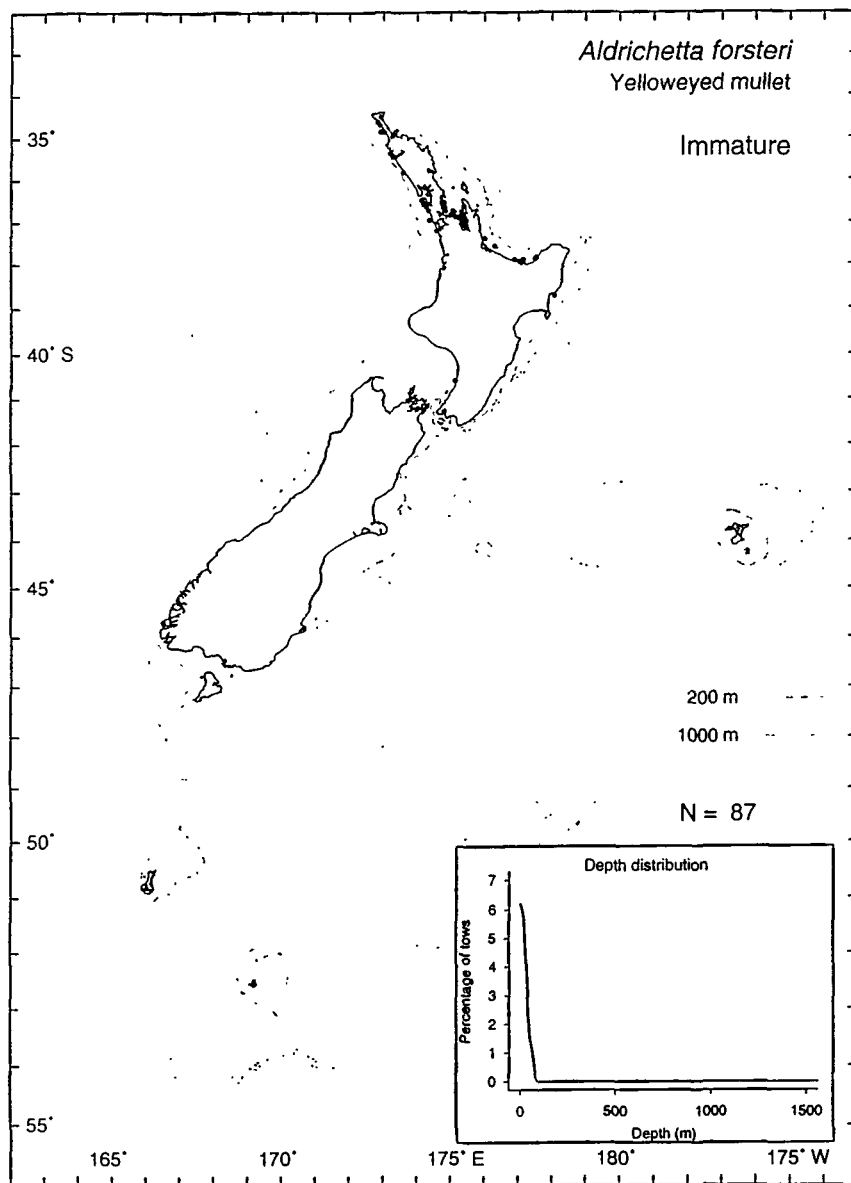 Aldrichetta forsteri
Yelloweyed mullet
Immature
35°
40° S
45°
200 m
1000 m
N = 87
50°
Depth distribution
Percentage of tows
7
6
5
4
3
2
1
0
0 500 1000 1500
Depth (m)
55°
165° 170° 175° E 180° 175° W